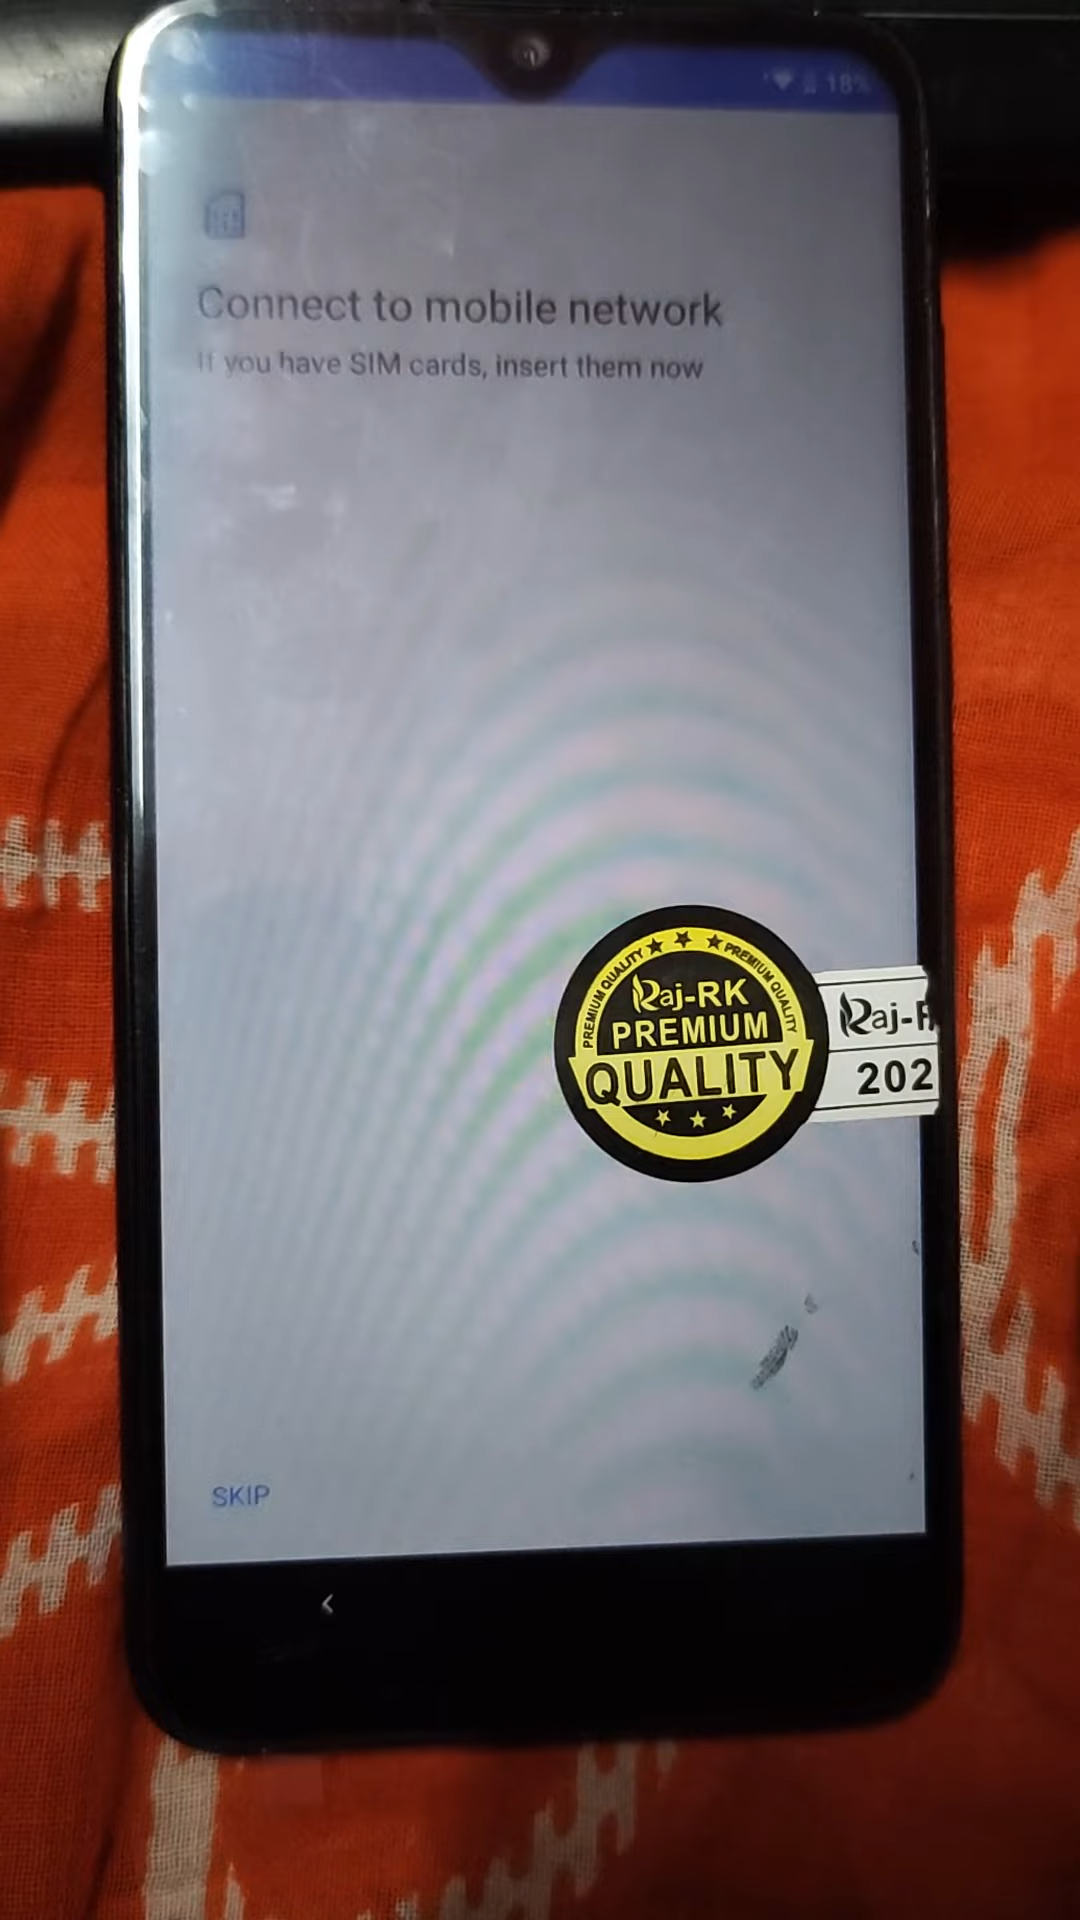 18%
Connect to mobile network
If you have SIM cards, insert them now
PREMIUM QUALITY
PREMIUM QUALITY
Raj-RK
PREMIUM
QUALITY
Raj-R
202
SKIP